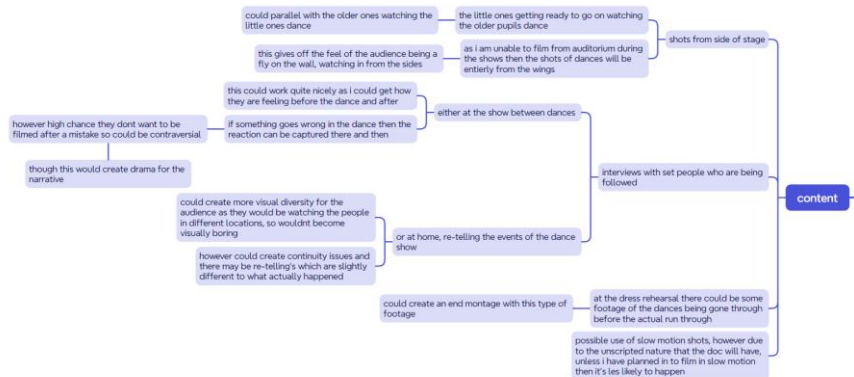 content
shots from side of stage
the little ones getting ready to go on watching
the older pupils dance
could parallel with the older ones watching the
little ones dance
as i am unable to film from auditorium during
the shows then the shots of dances will be
entierly from the wings
this gives off the feel of the audience being a
fly on the wall, watching in from the sides
interviews with set people who are being
followed
either at the show between dances
this could work quite nicely as i could get how
they are feeling before the dance and after
if something goes wrong in the dance then the
reaction can be captured there and then
however high chance they dont want to be
filmed after a mistake so could be contraversial
though this would create drama for the
narrative
or at home, re-telling the events of the dance
show
could create more visual diversity for the
audience as they would be watching the people
in different locations, so wouldnt become
visually boring
however could create continuity issues and
there may be re-telling's which are slightly
different to what actually happened
at the dress rehearsal there could be some
footage of the dances being gone through
before the actual run through
could create an end montage with this type of
footage
possible use of slow motion shots, however due
to the unscripted nature that the doc will have,
unless i have planned in to film in slow motion
then it's les likely to happen